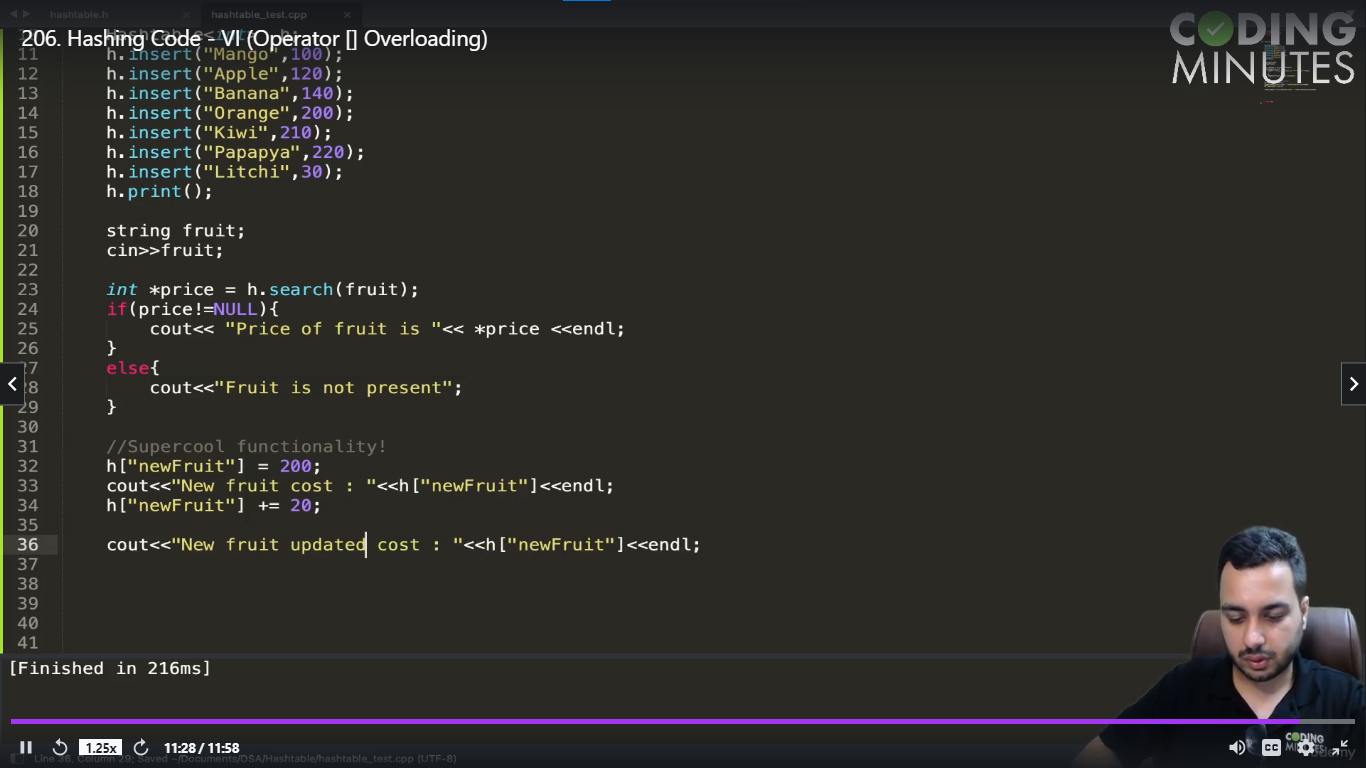 hashtable.h
hashtable_test.cpp
206. Hashing Code - VI (Operator [] Overloading)
CODING
MINUTES
11 h.insert("Mango",100);
12 h.insert("Apple",120);
13 h.insert("Banana",140);
14 h.insert("Orange",200);
15 h.insert("Kiwi",210);
16 h.insert("Papapya",220);
17 h.insert("Litchi",30);
18 h.print();
19
20 string fruit;
21 cin>>fruit;
22
23 int *price = h.search(fruit);
24 if(price!=NULL){
25 cout<< "Price of fruit is "<< *price <<endl;
26 }
27 else{
28 cout<<"Fruit is not present";
29 }
30
31 //Supercool functionality!
32 h["newFruit"] = 200;
33 cout<<"New fruit cost : "<<h["newFruit"]<<endl;
34 h["newFruit"] += 20;
35
36 cout<<"New fruit updated cost : "<<h["newFruit"]<<endl;
37
38
39
40
41
[Finished in 216ms]
1.25x
11:28 / 11:58
CC
CODING
Line 36, Column 29; Saved ~/Documents/DSA/Hashtable/hashtable_test.cpp (UTF-8)